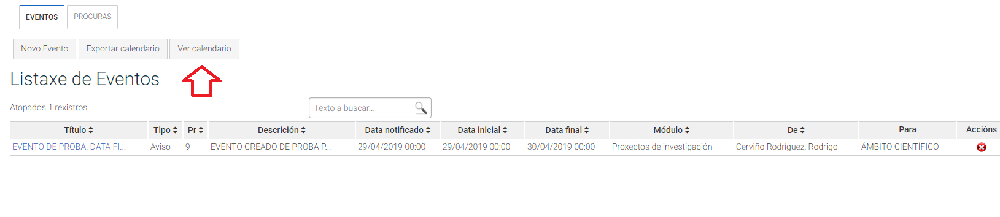 EVENTOS PROCURAS
Novo Evento Exportar calendario Ver calendario
Listaxe de Eventos
Atopados 1 rexistros Texto a buscar...
Título Tipo Pr Descrición Data notificado Data inicial Data final Módulo De Para Accións
EVENTO DE PROBA. DATA FI... Aviso 9 EVENTO CREADO DE PROBA P... 29/04/2019 00:00 29/04/2019 00:00 30/04/2019 00:00 Proxectos de investigación Cerviño Rodríguez, Rodrigo ÁMBITO CIENTÍFICO